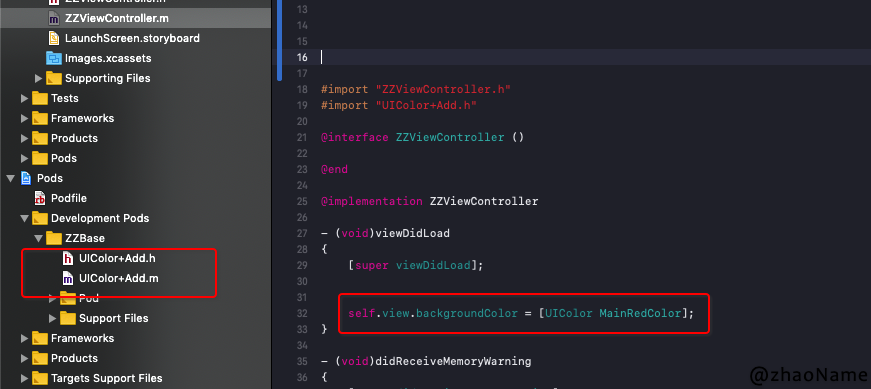 ZZViewController.m
LaunchScreen.storyboard
Images.xcassets
Supporting Files
Tests
Frameworks
Products
Pods
Pods
Podfile
Development Pods
ZZBase
UIColor+Add.h
UIColor+Add.m
Pod
Support Files
Frameworks
Products
Targets Support Files
13
14
15
16
17
18 #import "ZZViewController.h"
19 #import "UIColor+Add.h"
20
21 @interface ZZViewController ()
22
23 @end
24
25 @implementation ZZViewController
26
27 - (void)viewDidLoad
28 {
29 [super viewDidLoad];
30
31
32 self.view.backgroundColor = [UIColor MainRedColor];
33 }
34
35 - (void)didReceiveMemoryWarning
36 {
@zhaoName